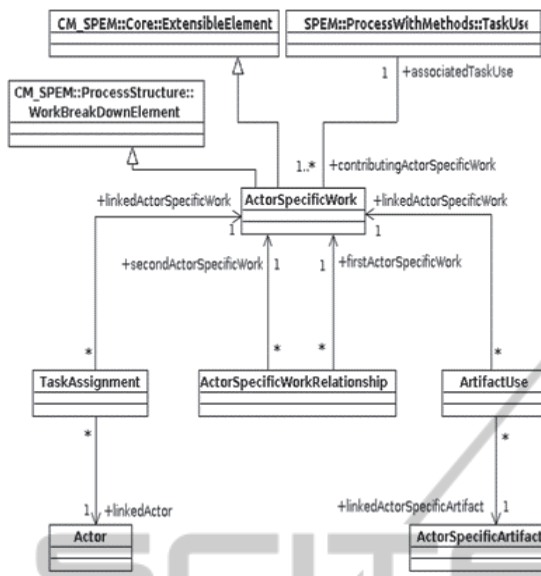 CM_SPEM::Core::ExtensibleElement
SPEM::ProcessWithMethods::TaskUse
1
+associatedTaskUse
CM_SPEM::ProcessStructure::
WorkBreakDownElement
1..*
+contributingActorSpecificWork
+linkedActorSpecificWork
ActorSpecificWork
+linkedActorSpecificWork
1
1
+secondActorSpecificWork
1
1
+firstActorSpecificWork
*
*
*
*
TaskAssignment
ActorSpecificWorkRelationship
ArtifactUse
*
*
1
+linkedActor
+linkedActorSpecificArtifact
1
Actor
ActorSpecificArtifact